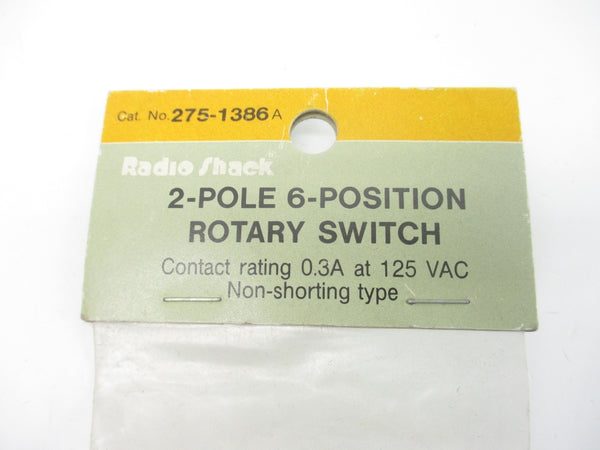 Cat. No. 275-1386 A
Radio Shack
2-POLE 6-POSITION
ROTARY SWITCH
Contact rating 0.3A at 125 VAC
Non-shorting type